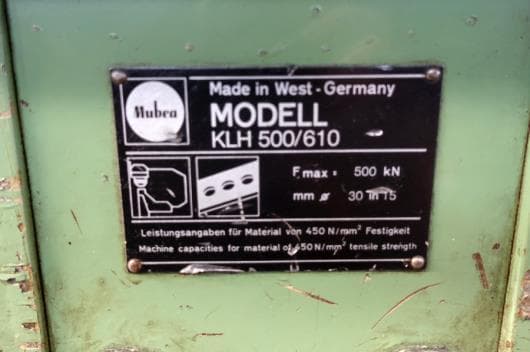 Made in West-Germany
Mubea
MODELL
KLH 500/610
F max = 500 kN
mm ø 30 in 15
Leistungsangaben für Material von 450 N/mm² Festigkeit
Machine capacities for material of 450 N/mm² tensile strength